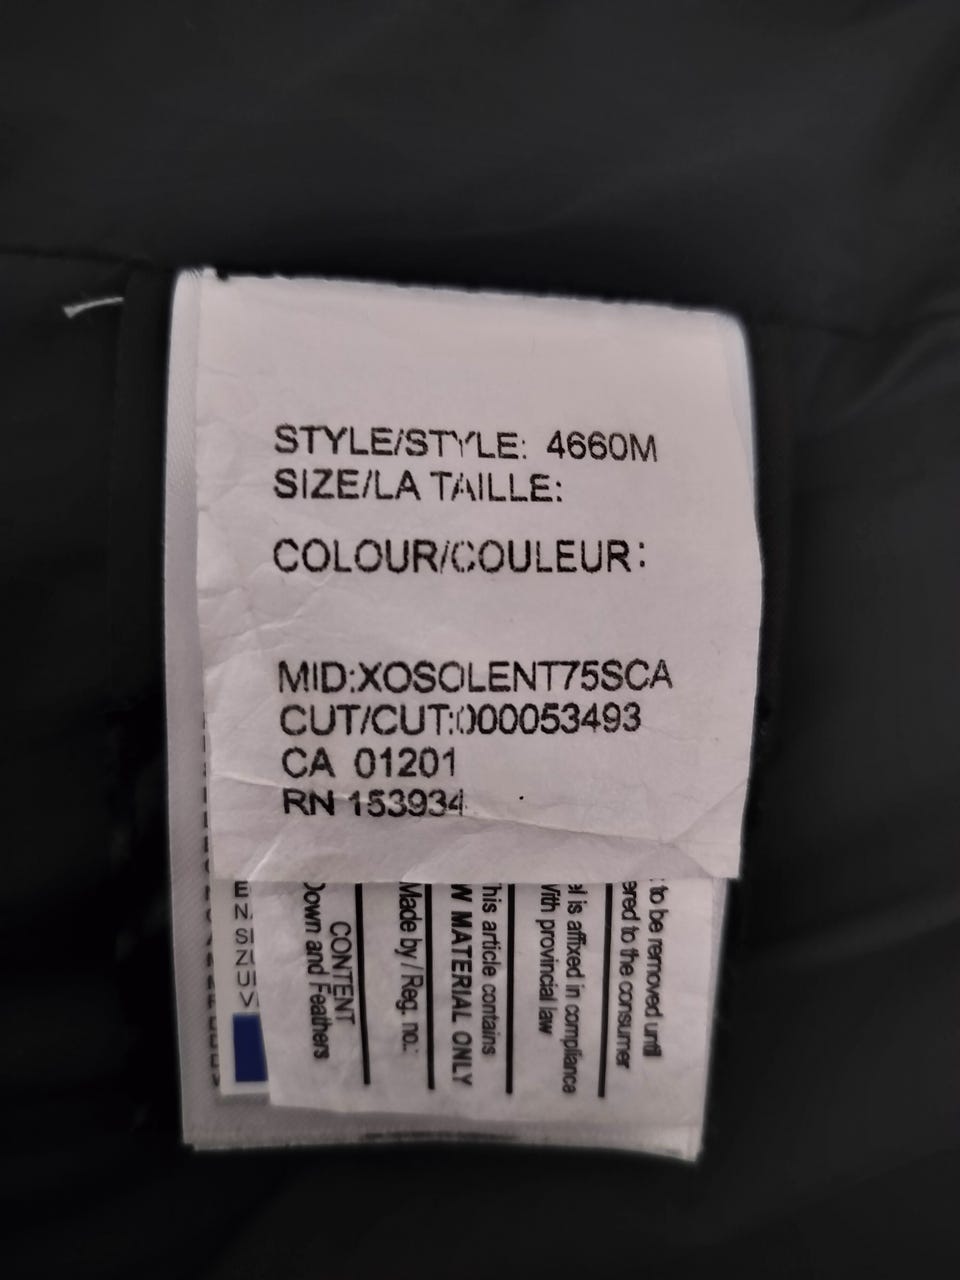 STYLE/STYLE: 4660M
SIZE/LA TAILLE:
COLOUR/COULEUR:
MID:XOSOLENT75SCA
CUT/CUT:000053493
CA 01201
RN 153934
to be removed until
ered to the consumer
el is affixed in compliance
With provincial law
his article contains
W MATERIAL ONLY
Made by / Reg. no.:
CONTENT
Down and Feathers